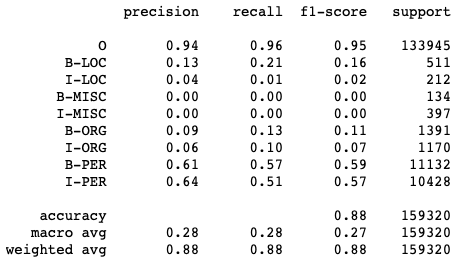 precision recall f1-score support
O 0.94 0.96 0.95 133945
B-LOC 0.13 0.21 0.16 511
I-LOC 0.04 0.01 0.02 212
B-MISC 0.00 0.00 0.00 134
I-MISC 0.00 0.00 0.00 397
B-ORG 0.09 0.13 0.11 1391
I-ORG 0.06 0.10 0.07 1170
B-PER 0.61 0.57 0.59 11132
I-PER 0.64 0.51 0.57 10428
accuracy 0.88 159320
macro avg 0.28 0.28 0.27 159320
weighted avg 0.88 0.88 0.88 159320